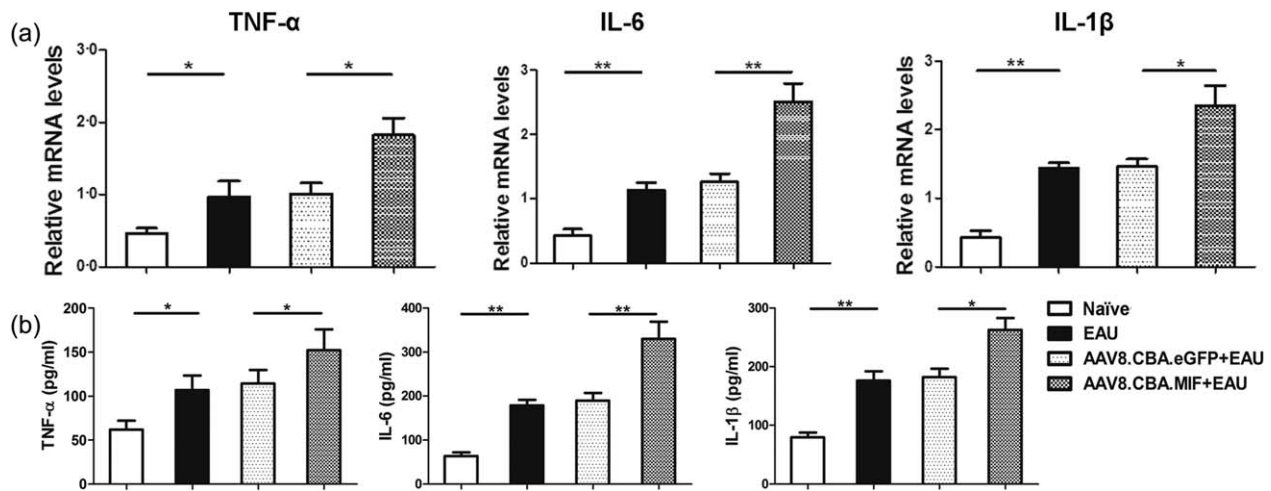 (a)
TNF-α
IL-6
IL-1β
Relative mRNA levels
3·0
2·0
1·0
0·0
*
*
Relative mRNA levels
3
2
1
0
**
**
Relative mRNA levels
3
2
1
0
**
*
(b)
TNF-α (pg/ml)
200
150
100
50
0
*
*
IL-6 (pg/ml)
400
300
200
100
0
**
**
IL-1β (pg/ml)
300
200
100
0
**
*
Naïve
EAU
AAV8.CBA.eGFP+EAU
AAV8.CBA.MIF+EAU